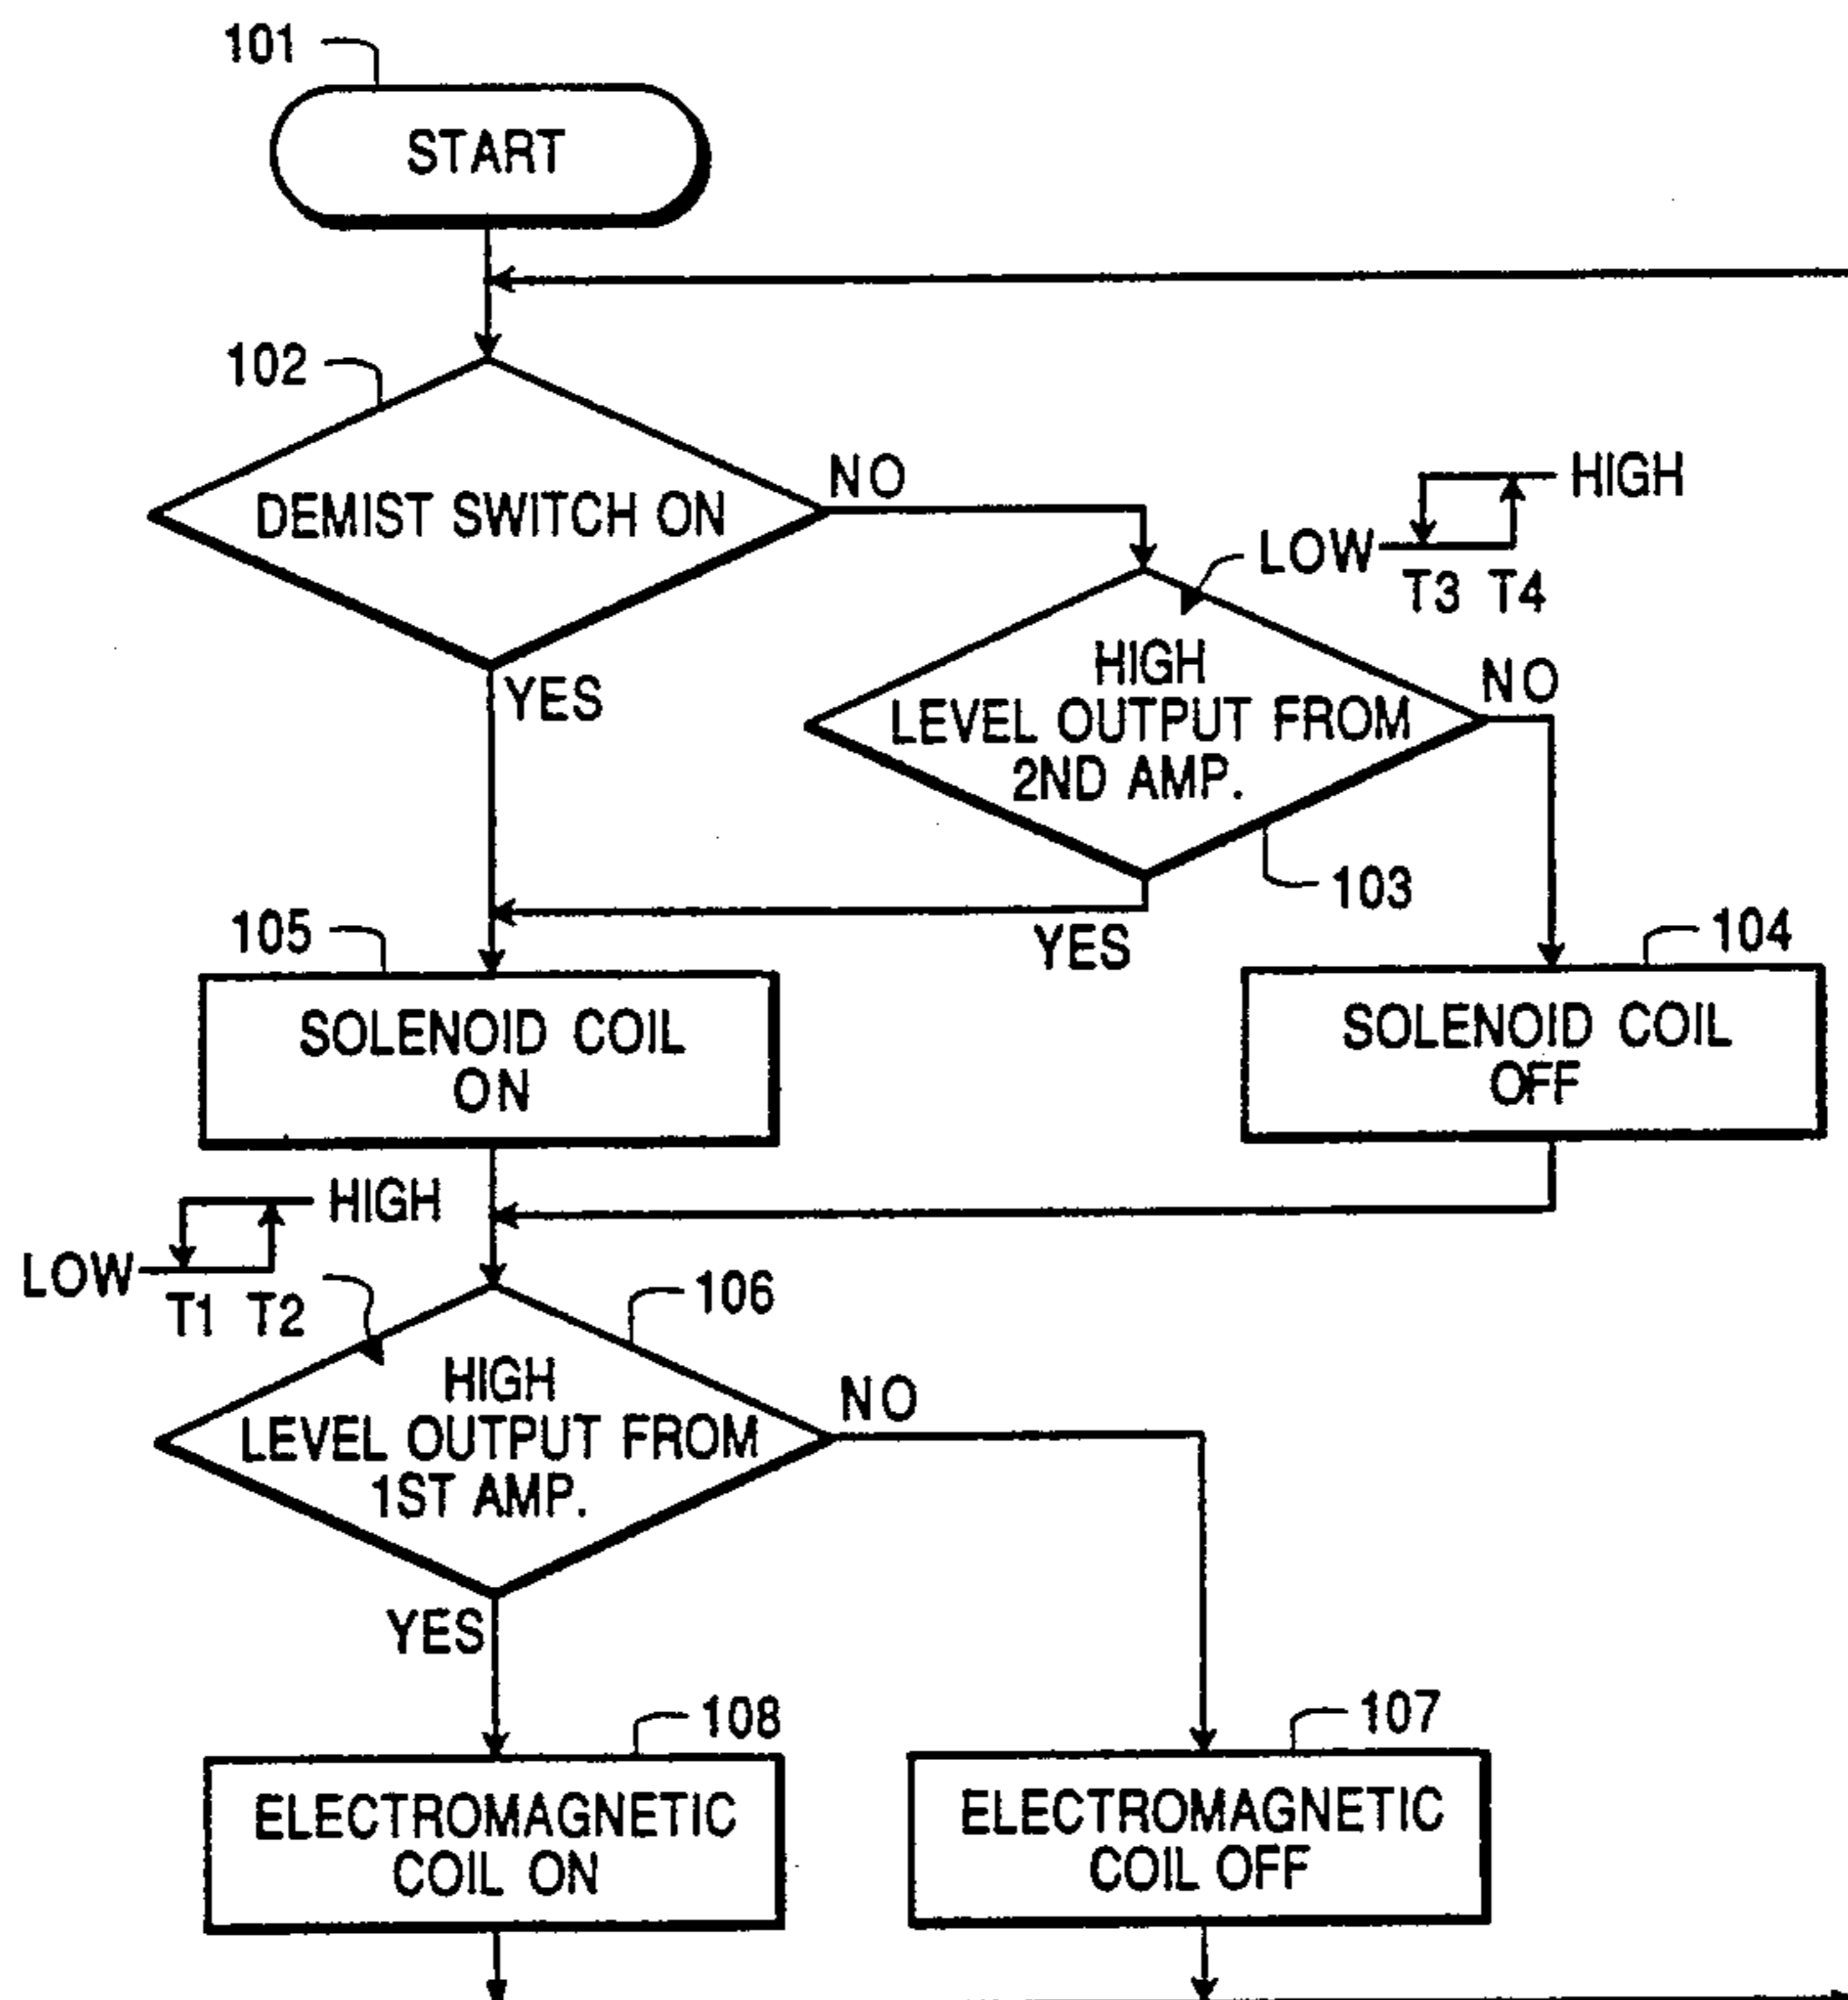 101
START
102
DEMIST SWITCH ON
NO
HIGH
LOW
T3 T4
YES
HIGH
LEVEL OUTPUT FROM
2ND AMP.
NO
103
YES
105
104
SOLENOID COIL
ON
SOLENOID COIL
OFF
HIGH
LOW
T1 T2
106
HIGH
LEVEL OUTPUT FROM
1ST AMP.
NO
YES
108
107
ELECTROMAGNETIC
COIL ON
ELECTROMAGNETIC
COIL OFF